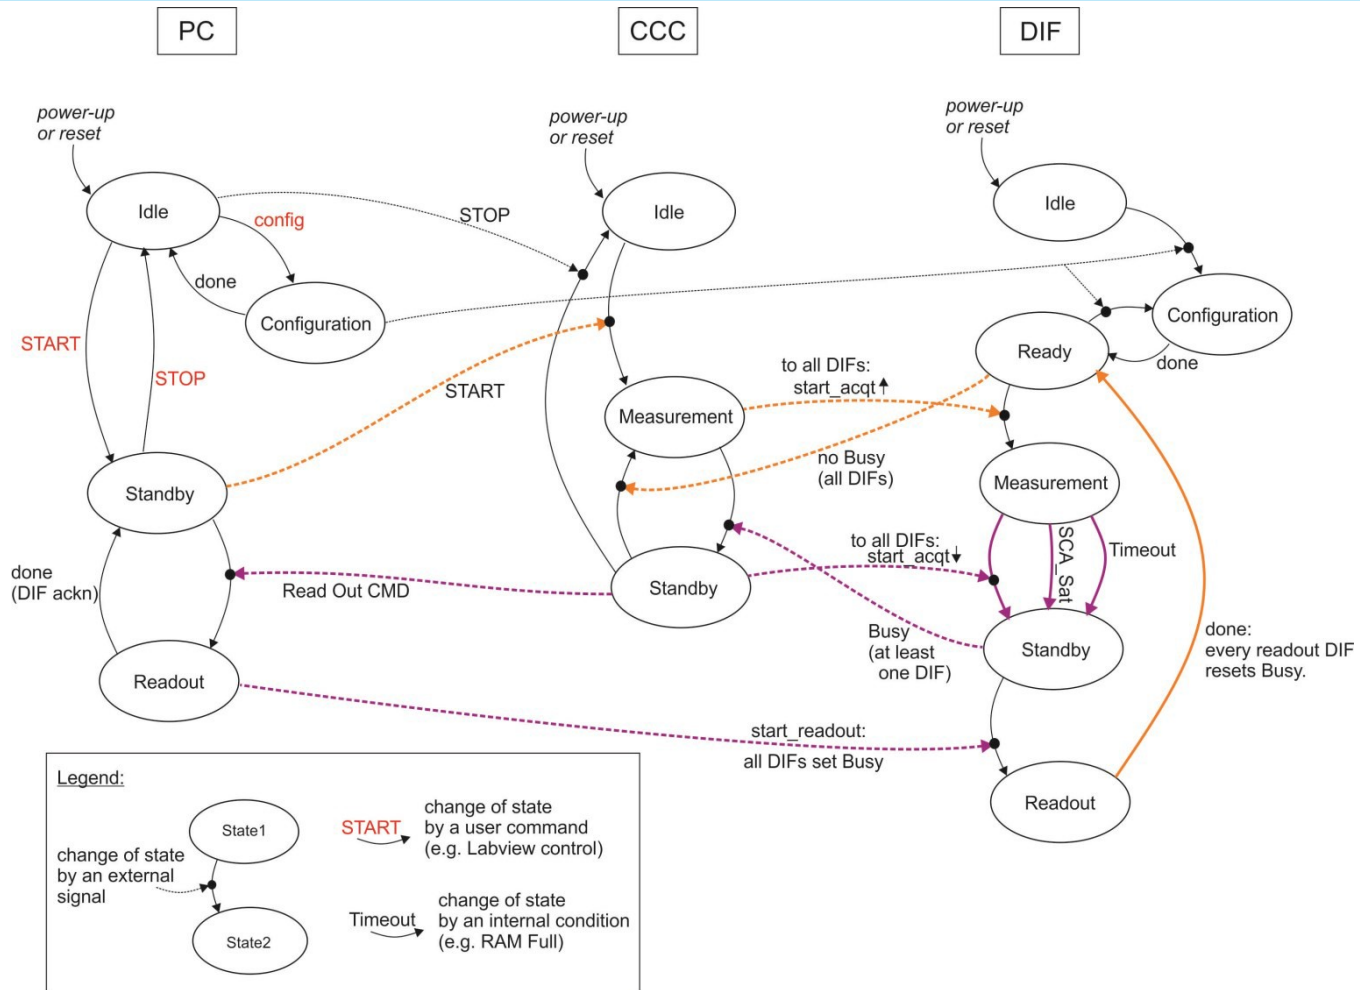 PC
CCC
DIF
power-up
or reset
power-up
or reset
power-up
or reset
Idle
config
done
Configuration
START
STOP
STOP
START
Standby
done
(DIF ackn)
Readout
Read Out CMD
Idle
Measurement
Standby
to all DIFs:
start_acqt
no Busy
(all DIFs)
to all DIFs:
start_acqt
Busy
(at least
one DIF)
start_readout:
all DIFs set Busy
Idle
Configuration
Ready
done
Measurement
SCA_Sat
Timeout
Standby
Readout
done:
every readout DIF
resets Busy.
Legend:
State1
change of state
by an external
signal
State2
START
change of state
by a user command
(e.g. Labview control)
Timeout
change of state
by an internal condition
(e.g. RAM Full)